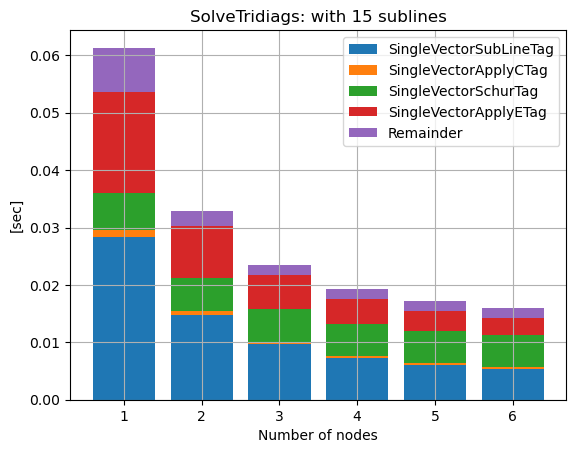 SolveTridiags: with 15 sublines
SingleVectorSubLineTag
SingleVectorApplyCTag
SingleVectorSchurTag
SingleVectorApplyETag
Remainder
[sec]
0.06
0.05
0.04
0.03
0.02
0.01
0.00
1 2 3 4 5 6
Number of nodes